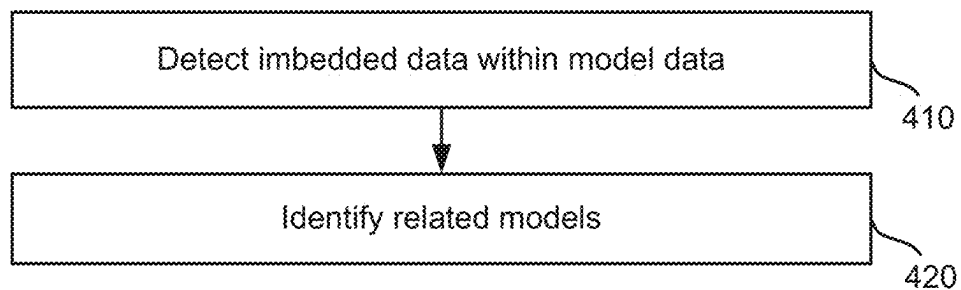 Detect imbedded data within model data
410
Identify related models
420